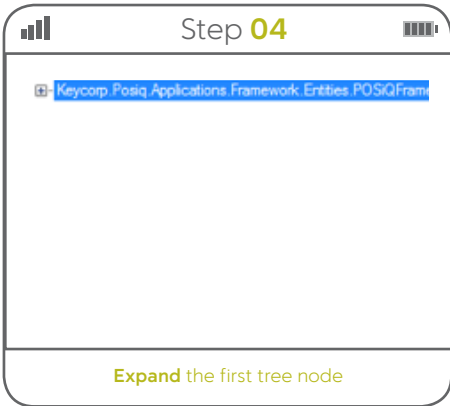 Step 04
Keycorp.Posiq.Applications.Framework.Entities.POSiQFrame
Expand the first tree node